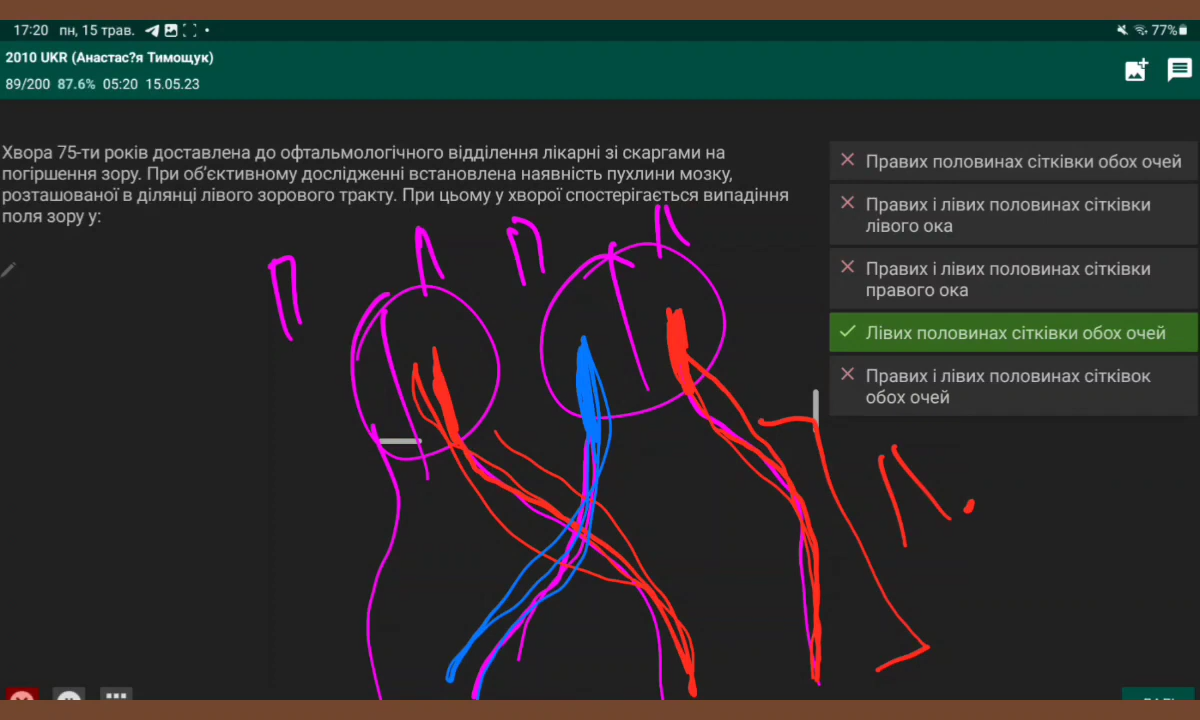 17:20 пн, 15 трав. 77%
2010 UKR (Анастас?я Тимощук)
89/200 87.6% 05:20 15.05.23
Хвора 75-ти років доставлена до офтальмологічного відділення лікарні зі скаргами на
погіршення зору. При об’єктивному дослідженні встановлена наявність пухлини мозку,
розташованої в ділянці лівого зорового тракту. При цьому у хворої спостерігається випадіння
поля зору у:
Правих половинах сітківки обох очей
Правих і лівих половинах сітківки
лівого ока
Правих і лівих половинах сітківки
правого ока
Лівих половинах сітківки обох очей
Правих і лівих половинах сітківок
обох очей
П
Л
П
Л
Л.